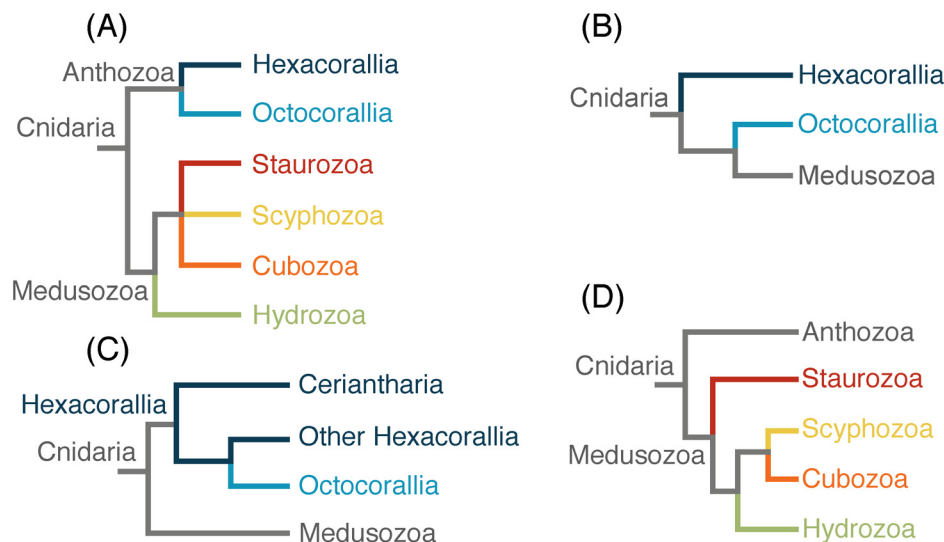 (A)
Anthozoa
Hexacorallia
Octocorallia
Cnidaria
Staurozoa
Scyphozoa
Cubozoa
Medusozoa
Hydrozoa
(B)
Hexacorallia
Cnidaria
Octocorallia
Medusozoa
(C)
Ceriantharia
Hexacorallia
Other Hexacorallia
Cnidaria
Octocorallia
Medusozoa
(D)
Anthozoa
Cnidaria
Staurozoa
Scyphozoa
Medusozoa
Cubozoa
Hydrozoa